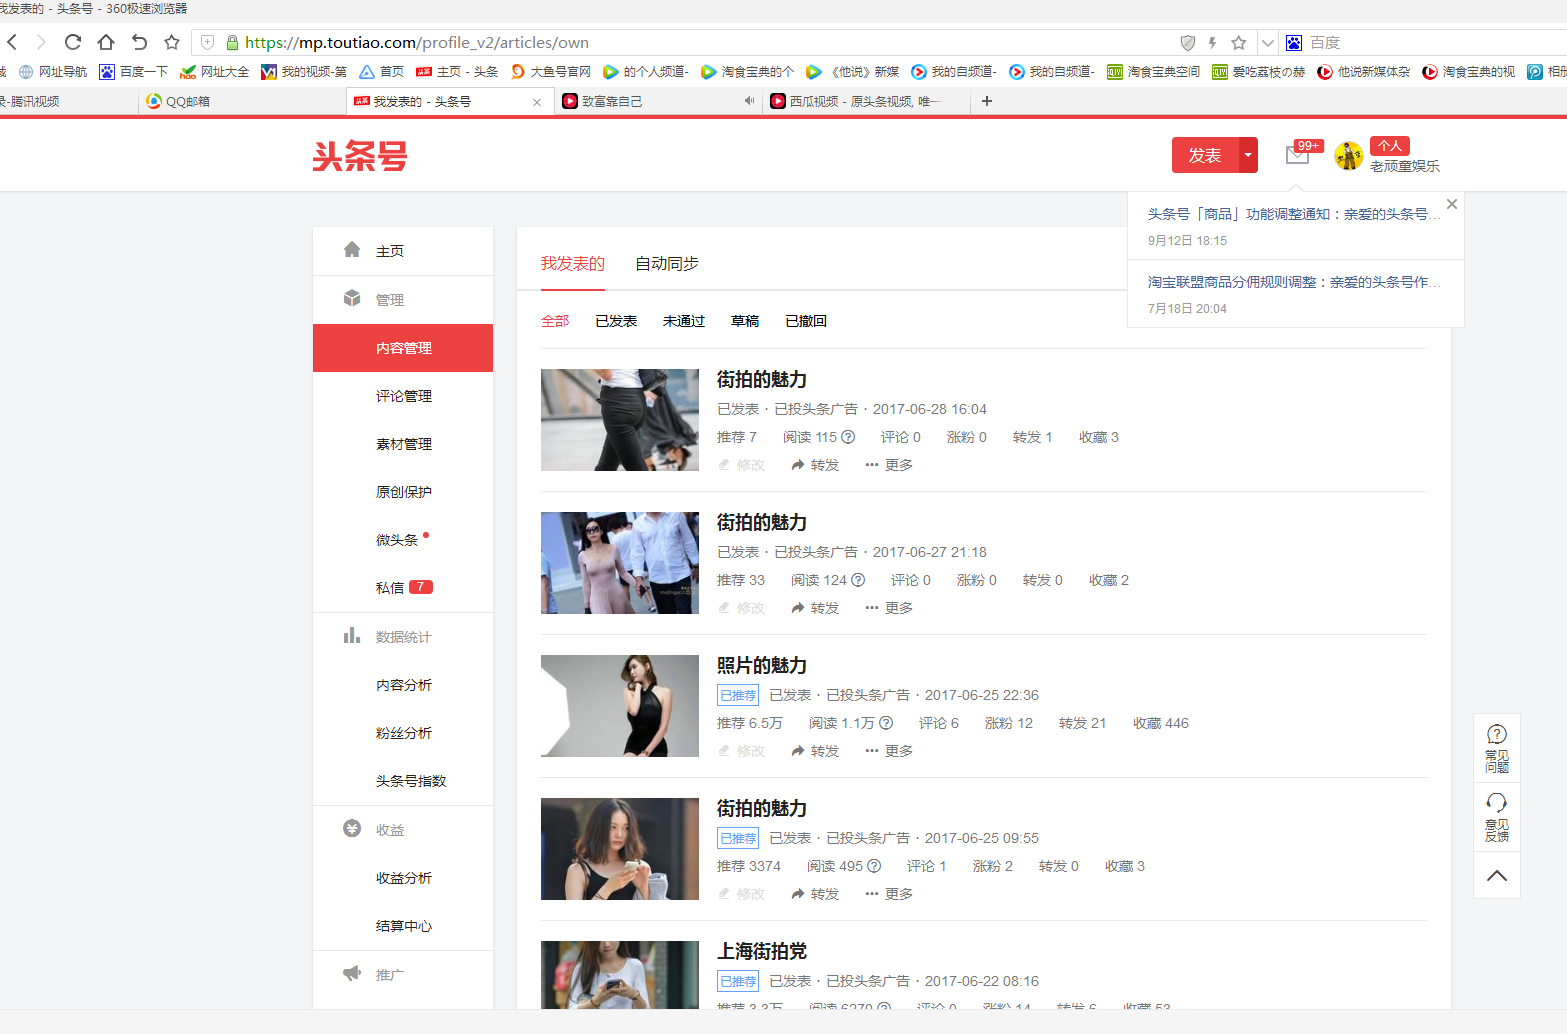 我发表的 - 头条号 - 360极速浏览器
https://mp.toutiao.com/profile_v2/articles/own
百度
网址导航
百度一下
网址大全
我的视频-第
首页
主页 - 头条
大鱼号官网
的个人频道-
淘食宝典的个
《他说》新媒
我的自频道-
我的自频道-
淘食宝典空间
爱吃荔枝の赫
他说新媒体杂
淘食宝典的视
相册
录-腾讯视频
QQ邮箱
我发表的 - 头条号
致富靠自己
西瓜视频 - 原头条视频, 唯一
头条号
发表
99+
个人
老顽童娱乐
头条号「商品」功能调整通知：亲爱的头条号...
9月12日 18:15
淘宝联盟商品分佣规则调整：亲爱的头条号作...
7月18日 20:04
主页
管理
内容管理
评论管理
素材管理
原创保护
微头条
私信 7
数据统计
内容分析
粉丝分析
头条号指数
收益
收益分析
结算中心
推广
我发表的 自动同步
全部 已发表 未通过 草稿 已撤回
街拍的魅力
已发表 · 已投头条广告 · 2017-06-28 16:04
推荐 7 阅读 115 评论 0 涨粉 0 转发 1 收藏 3
修改 转发 ··· 更多
街拍的魅力
已发表 · 已投头条广告 · 2017-06-27 21:18
推荐 33 阅读 124 评论 0 涨粉 0 转发 0 收藏 2
修改 转发 ··· 更多
照片的魅力
已推荐 已发表 · 已投头条广告 · 2017-06-25 22:36
推荐 6.5万 阅读 1.1万 评论 6 涨粉 12 转发 21 收藏 446
修改 转发 ··· 更多
街拍的魅力
已推荐 已发表 · 已投头条广告 · 2017-06-25 09:55
推荐 3374 阅读 495 评论 1 涨粉 2 转发 0 收藏 3
修改 转发 ··· 更多
上海街拍党
已推荐 已发表 · 已投头条广告 · 2017-06-22 08:16
推荐 3.3万 阅读 6270 评论 0 涨粉 14 转发 6 收藏 53
常见
问题
意见
反馈